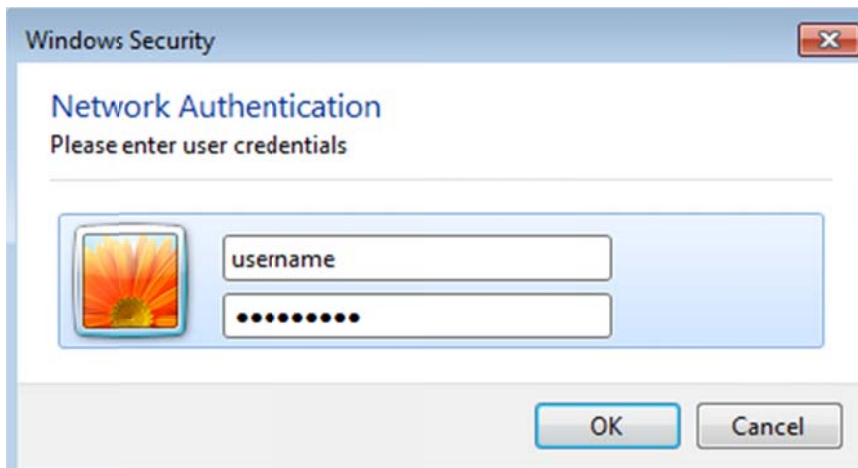 Windows Security
Network Authentication
Please enter user credentials
username
•••••••••
OK Cancel